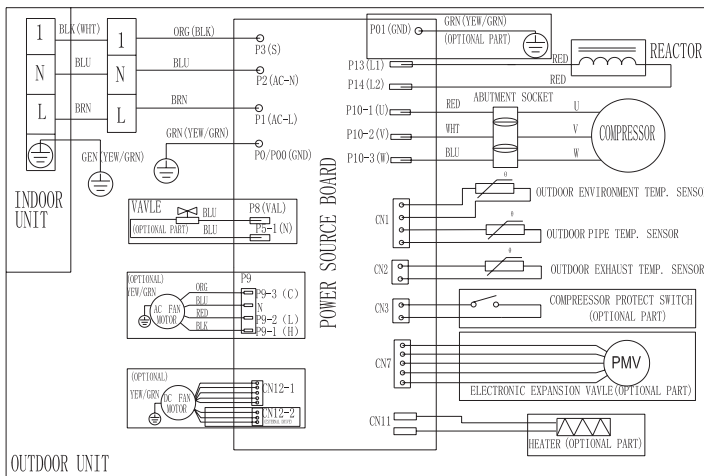 1
N
L
INDOOR
UNIT
BLK(WHT)
BLU
BRN
GEN(YEW/GRN)
1
N
L
ORG(BLK)
BLU
BRN
GRN(YEW/GRN)
P3(S)
P2(AC-N)
P1(AC-L)
P0/P00(GND)
VAVLE
(OPTIONAL PART)
BLU
BLU
P8(VAL)
P5-1(N)
(OPTIONAL)
YEW/GRN
AC FAN
MOTOR
ORG
BLU
RED
BLK
P9
P9-3 (C)
N
P9-2 (L)
P9-1 (H)
(OPTIONAL)
YEW/GRN
DC FAN
MOTOR
CN12-1
CN12-2
POWER SOURCE BOARD
P01(GND)
GRN(YEW/GRN)
(OPTIONAL PART)
P13(L1)
RED
REACTOR
P14(L2)
RED
ABUTMENT SOCKET
P10-1(U)
RED
U
P10-2(V)
WHT
V
P10-3(W)
BLU
W
COMPRESSOR
CN1
θ
OUTDOOR ENVIRONMENT TEMP. SENSOR
θ
OUTDOOR PIPE TEMP. SENSOR
CN2
θ
OUTDOOR EXHAUST TEMP. SENSOR
CN3
COMPREESSOR PROTECT SWITCH
(OPTIONAL PART)
CN7
PMV
ELECTRONIC EXPANSION VAVLE(OPTIONAL PART)
CN11
HEATER(OPTIONAL PART)
OUTDOOR UNIT